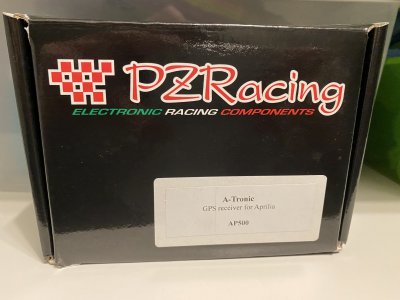 PZRacing
ELECTRONIC RACING COMPONENTS
A-Tronic
GPS receiver for Aprilia
AP500